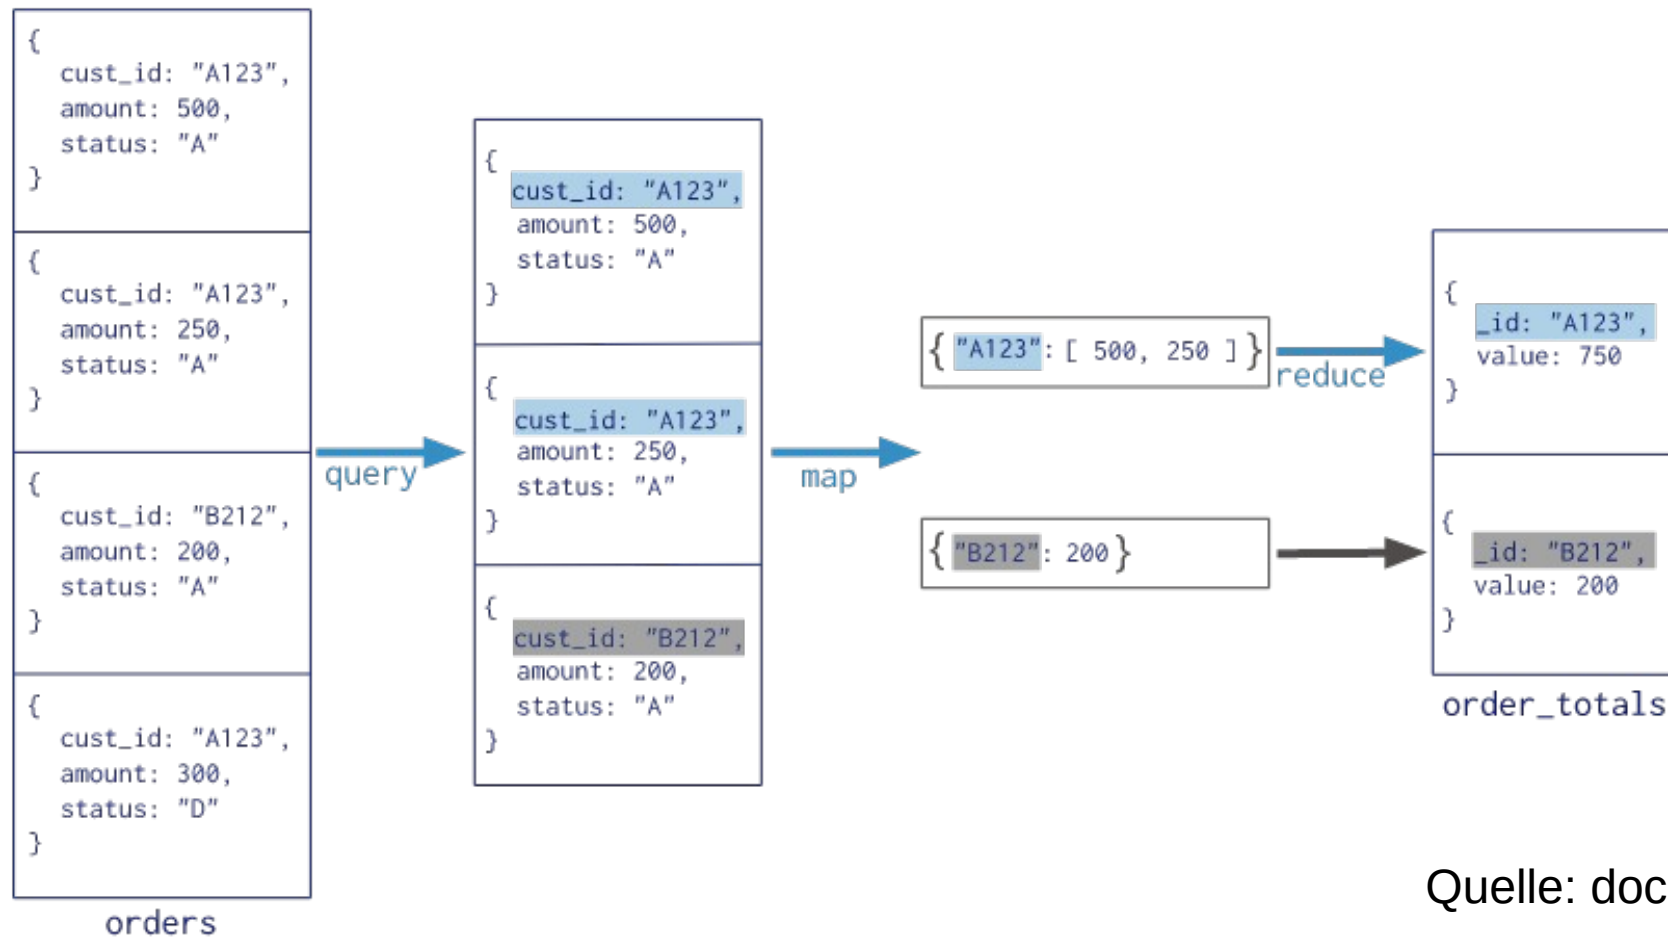 {
cust_id: "A123",
amount: 500,
status: "A"
}
{
cust_id: "A123",
amount: 250,
status: "A"
}
{
cust_id: "B212",
amount: 200,
status: "A"
}
{
cust_id: "A123",
amount: 300,
status: "D"
}
orders
query
{
cust_id: "A123",
amount: 500,
status: "A"
}
{
cust_id: "A123",
amount: 250,
status: "A"
}
{
cust_id: "B212",
amount: 200,
status: "A"
}
map
{ "A123": [ 500, 250 ] }
reduce
{ "B212": 200 }
{
_id: "A123",
value: 750
}
{
_id: "B212",
value: 200
}
order_totals
Quelle: doc